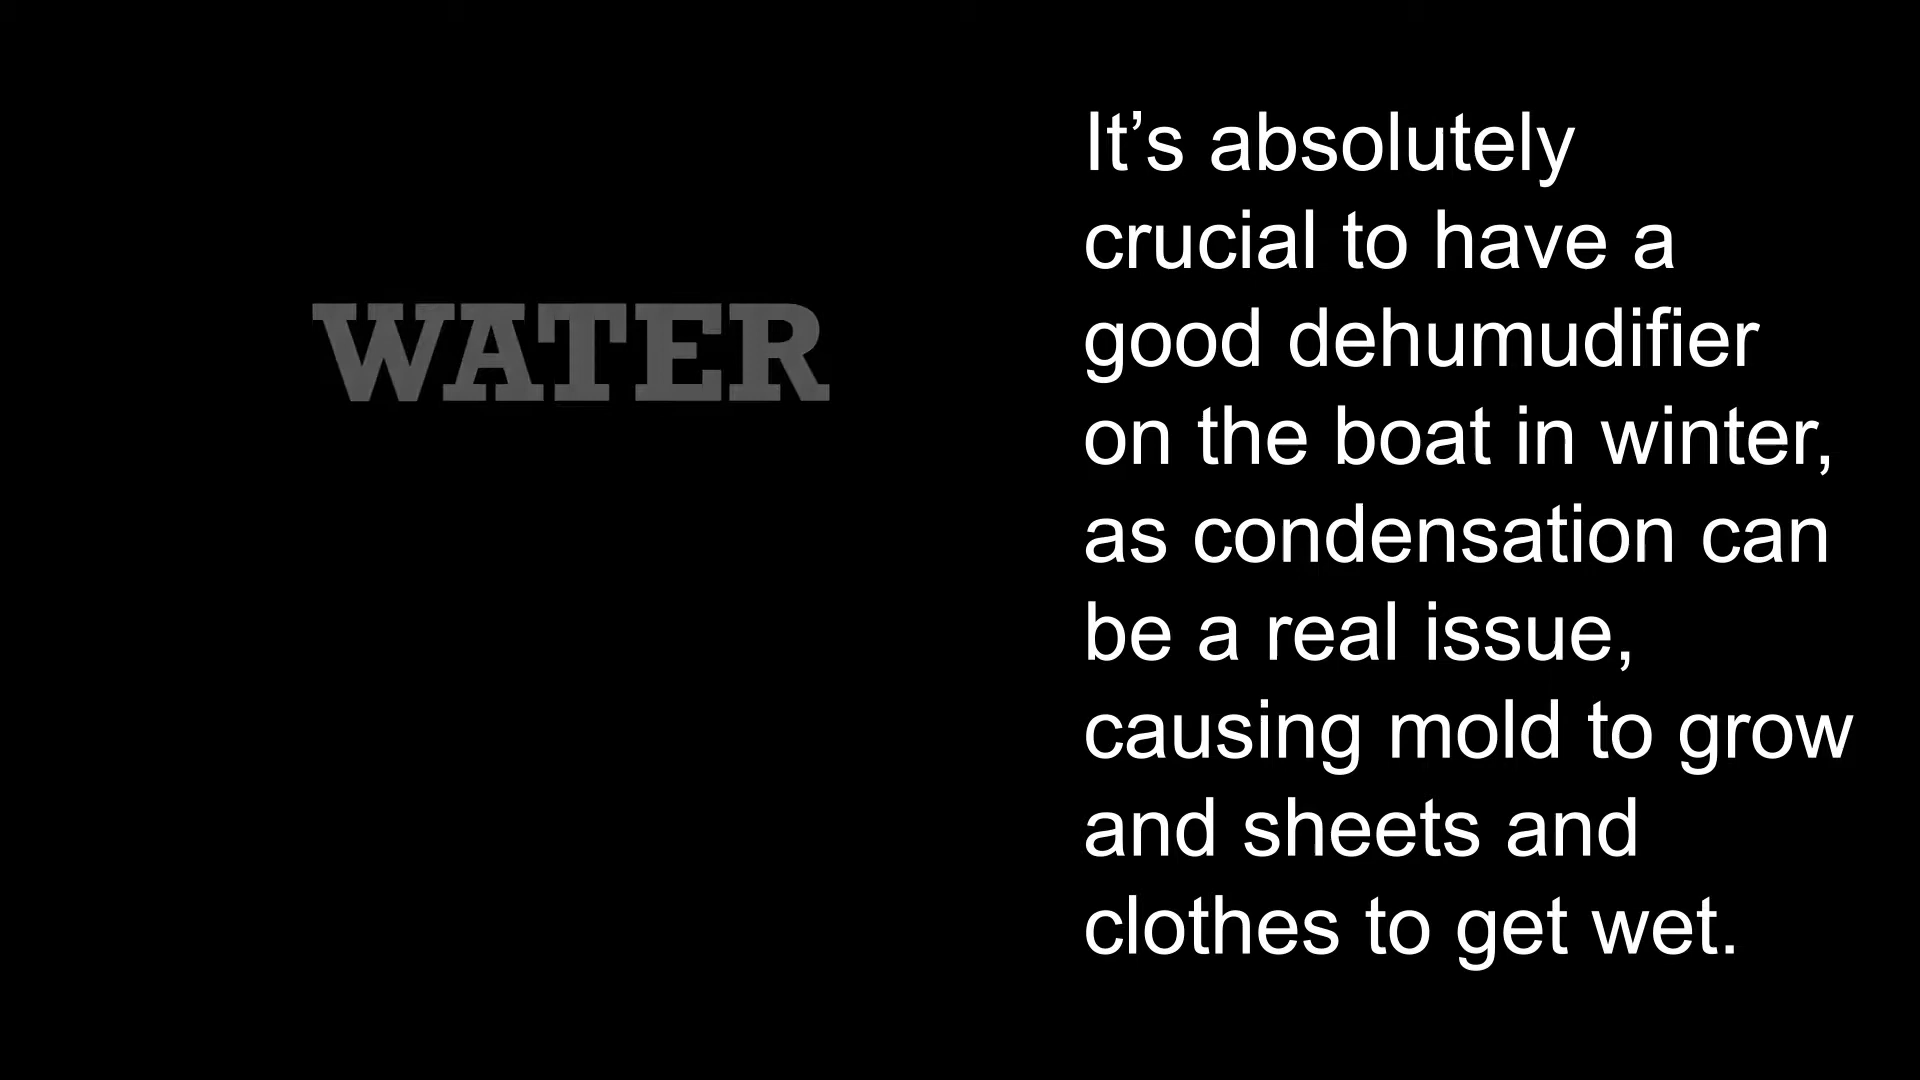 WATER
It’s absolutely
crucial to have a
good dehumudifier
on the boat in winter,
as condensation can
be a real issue,
causing mold to grow
and sheets and
clothes to get wet.